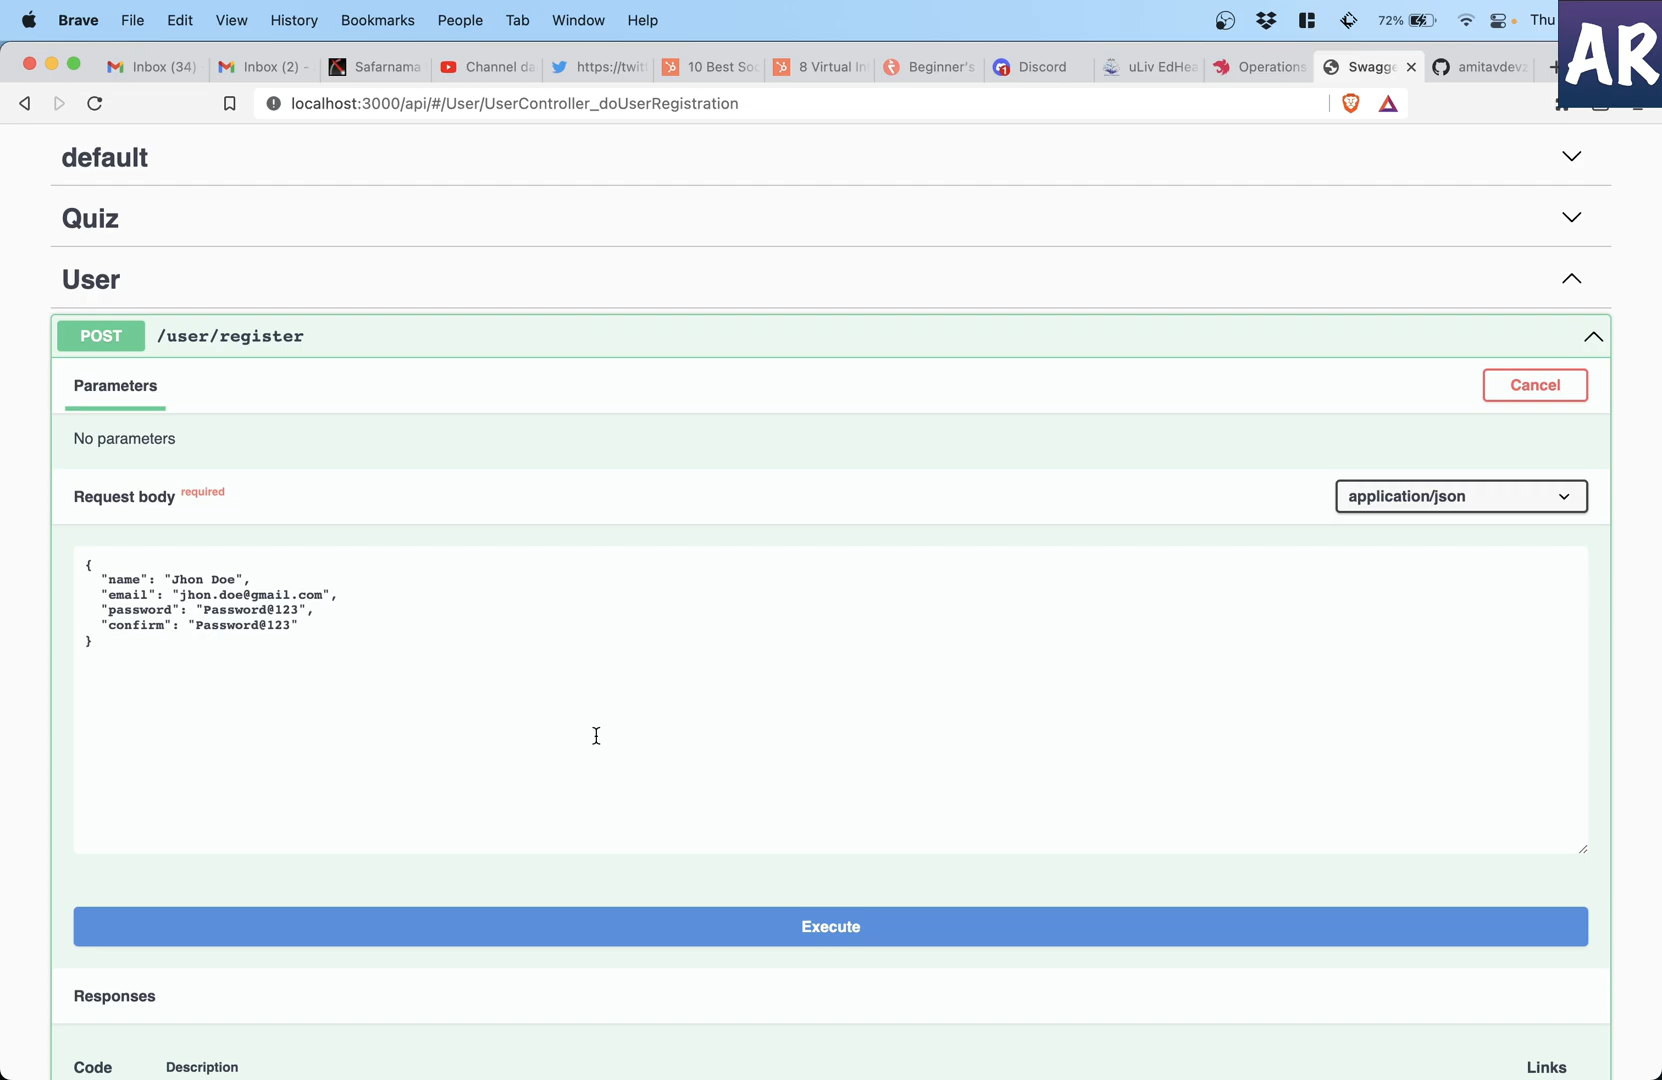 Brave File Edit View History Bookmarks People Tab Window Help 72% Thu
AR
Inbox (34) Inbox (2) - Safarnama Channel da https://twit 10 Best Soc 8 Virtual In Beginner's Discord uLiv EdHea Operations Swagge amitavdevz
localhost:3000/api/#/User/UserController_doUserRegistration
default
Quiz
User
POST /user/register
Parameters Cancel
No parameters
Request body required application/json
{
"name": "Jhon Doe",
"email": "jhon.doe@gmail.com",
"password": "Password@123",
"confirm": "Password@123"
}
Execute
Responses
Code Description Links